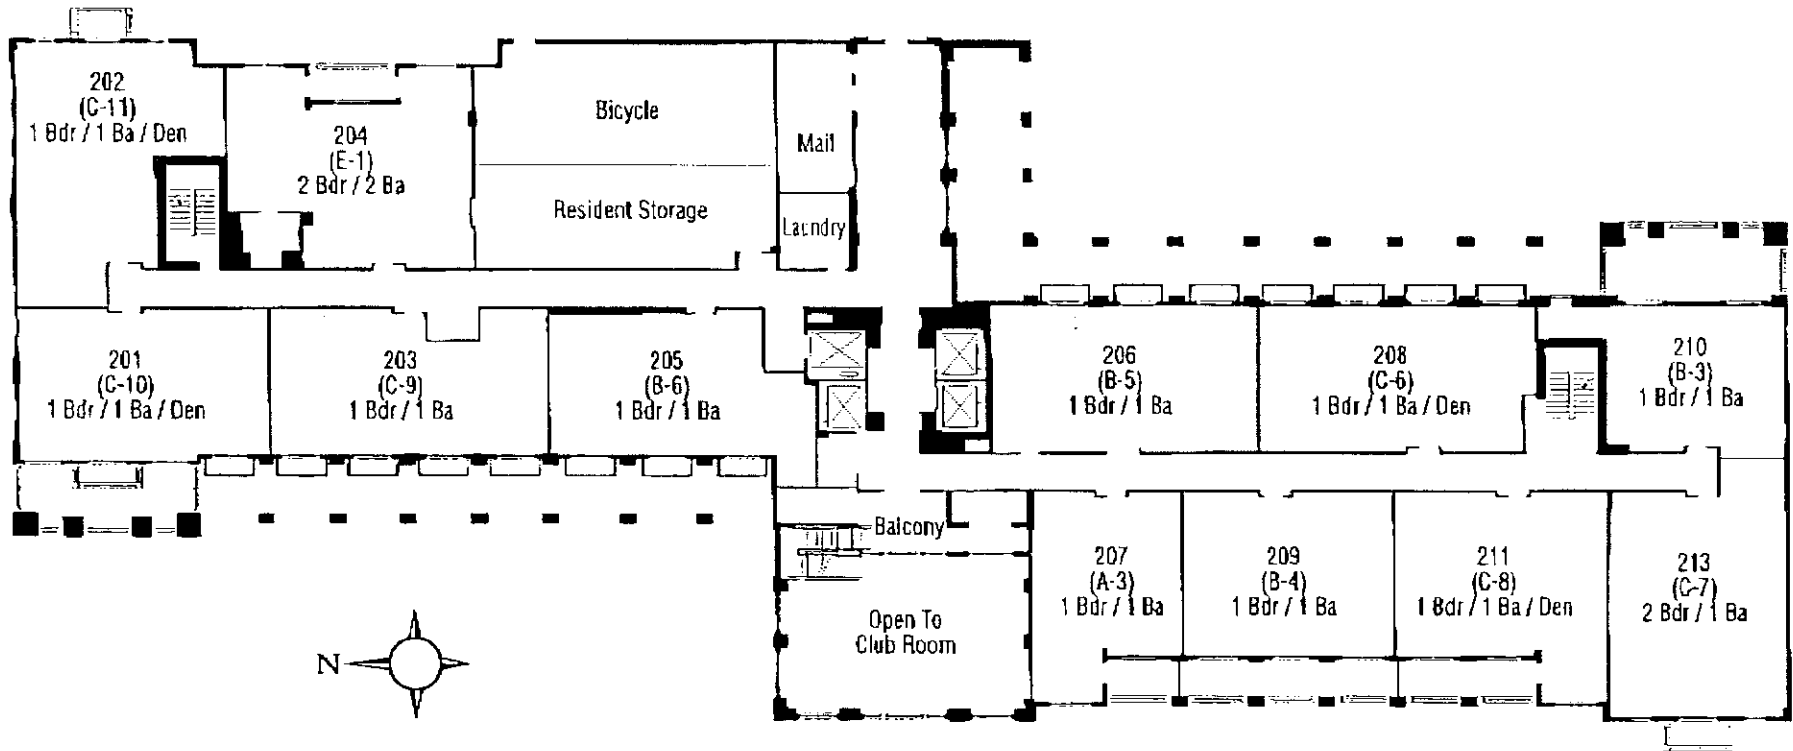 202
(C-11)
1 Bdr / 1 Ba / Den
204
(E-1)
2 Bdr / 2 Ba
Bicycle
Resident Storage
Mail
Laundry
201
(C-10)
1 Bdr / 1 Ba / Den
203
(C-9)
1 Bdr / 1 Ba
205
(B-6)
1 Bdr / 1 Ba
206
(B-5)
1 Bdr / 1 Ba
208
(C-6)
1 Bdr / 1 Ba / Den
210
(B-3)
1 Bdr / 1 Ba
Balcony
Open To
Club Room
207
(A-3)
1 Bdr / 1 Ba
209
(B-4)
1 Bdr / 1 Ba
211
(C-8)
1 Bdr / 1 Ba / Den
213
(C-7)
2 Bdr / 1 Ba
N